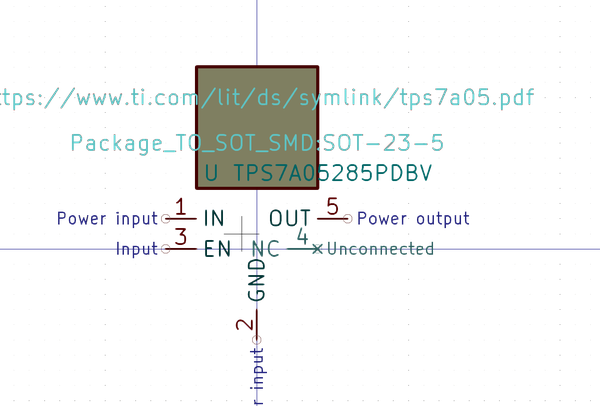 ttps://www.ti.com/lit/ds/symlink/tps7a05.pdf
Package_TO_SOT_SMD:SOT-23-5
U TPS7A05285PDBV
Power input 1 IN OUT 5 Power output
Input 3 EN NC 4 Unconnected
GND
2
r input